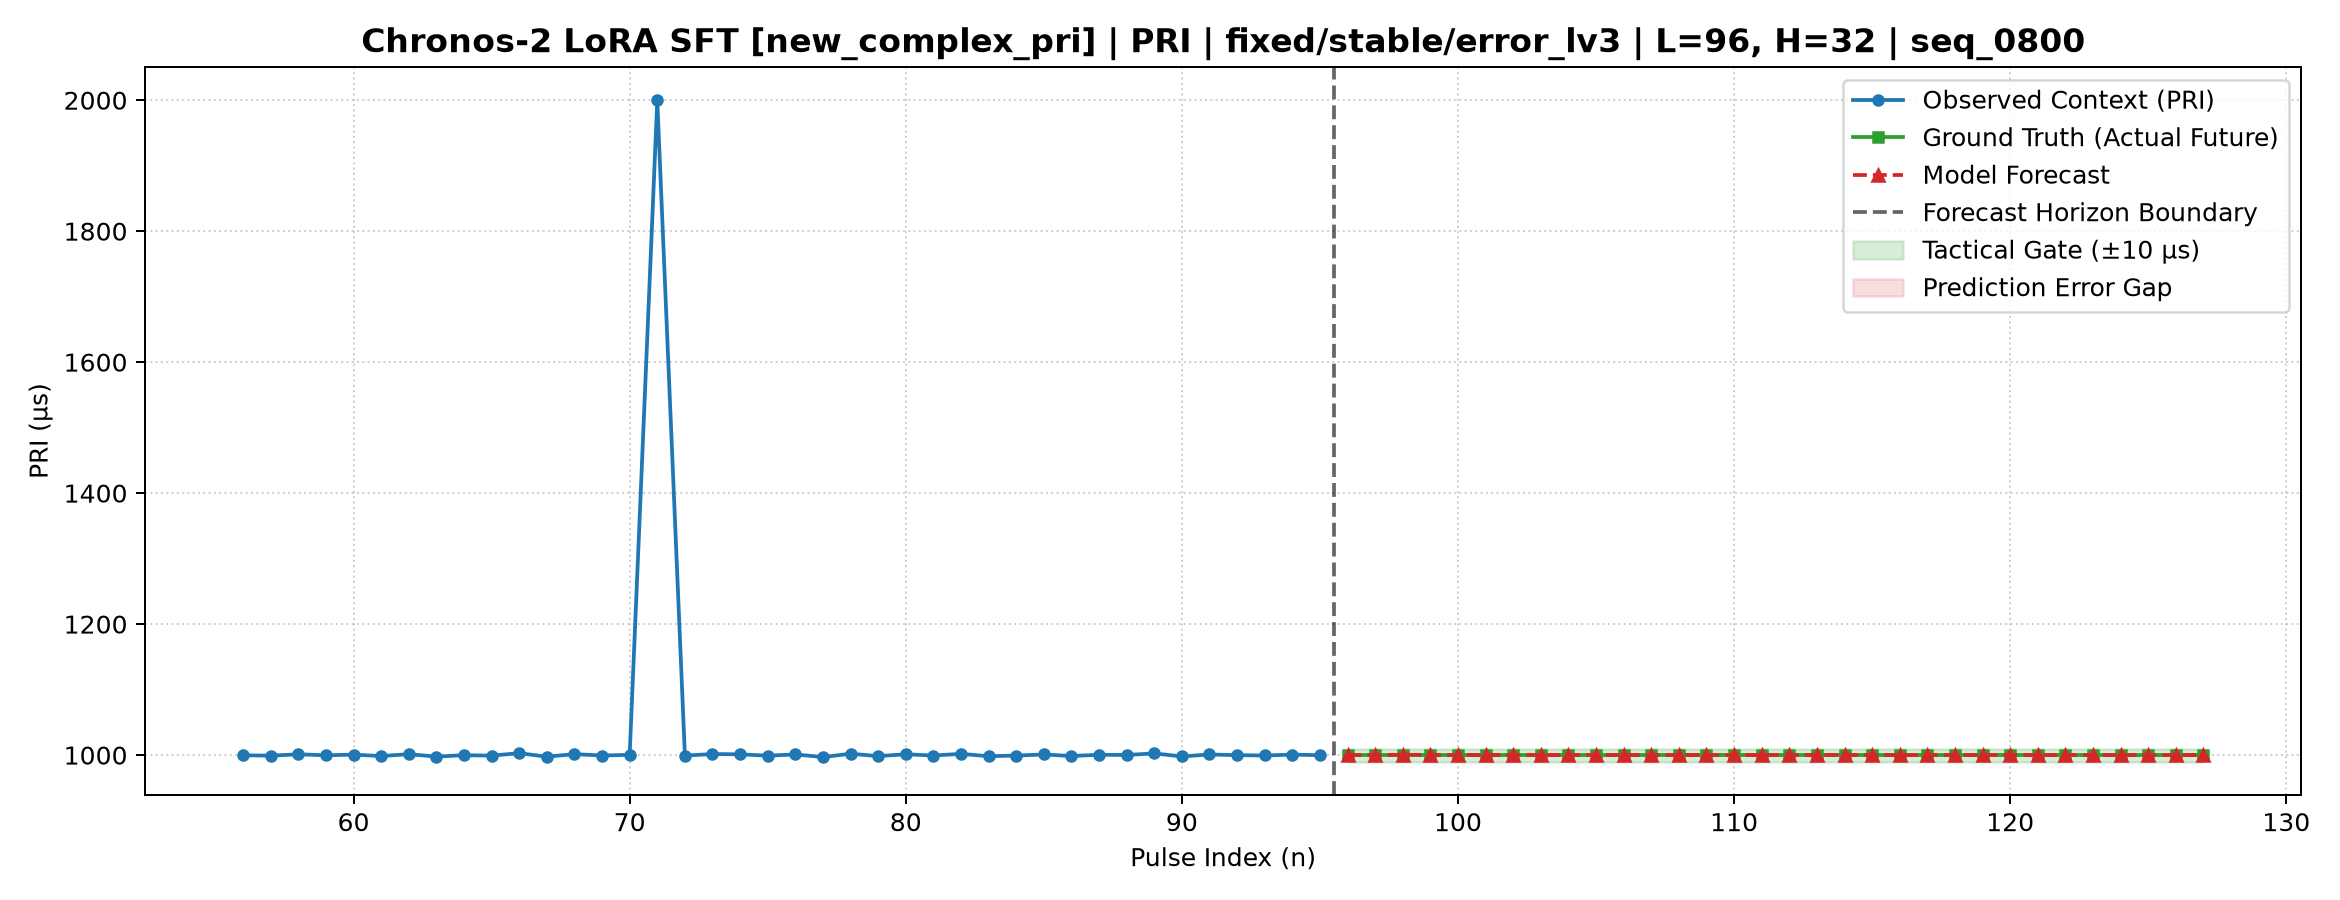 Chronos-2 LoRA SFT [new_complex_pri] | PRI | fixed/stable/error_lv3 | L=96, H=32 | seq_0800
PRI (µs)
2000
1800
1600
1400
1200
1000
Observed Context (PRI)
Ground Truth (Actual Future)
Model Forecast
Forecast Horizon Boundary
Tactical Gate (±10 µs)
Prediction Error Gap
60 70 80 90 100 110 120 130
Pulse Index (n)